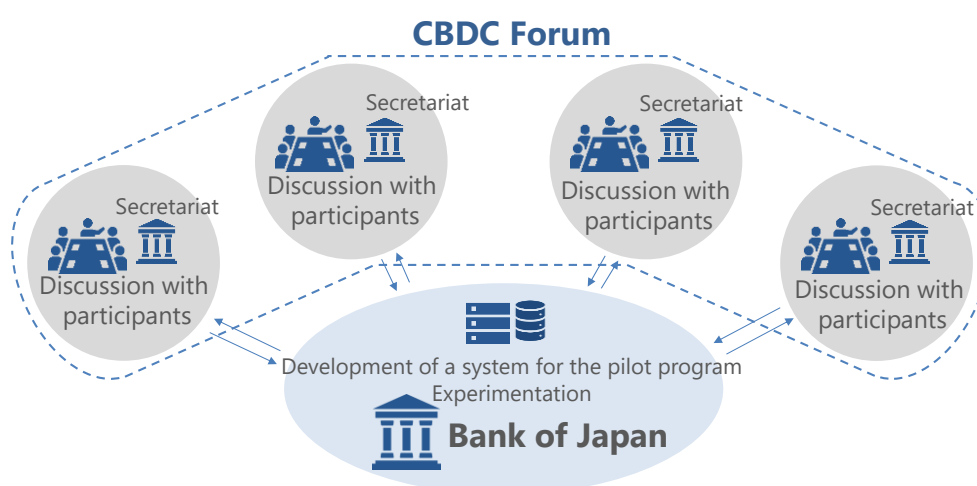 CBDC Forum
Secretariat
Discussion with
participants
Secretariat
Discussion with
participants
Secretariat
Discussion with
participants
Secretariat
Discussion with
participants
Development of a system for the pilot program
Experimentation
Bank of Japan